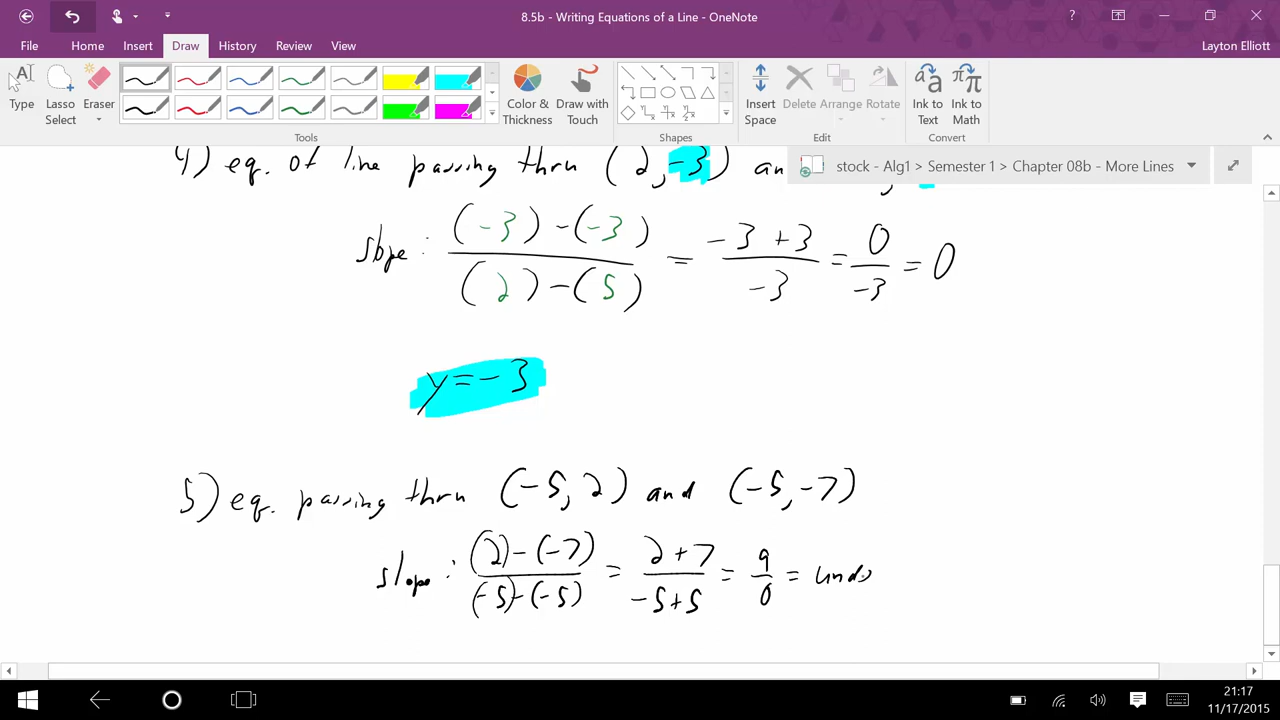 8.5b - Writing Equations of a Line - OneNote
?
File Home Insert Draw History Review View
Layton Elliott
Type
Lasso Select
Eraser
Color & Thickness
Draw with Touch
Insert Space
Delete
Arrange
Rotate
Ink to Text
Ink to Math
Tools
Shapes
Edit
Convert
stock - Alg1 > Semester 1 > Chapter 08b - More Lines
4) eq. of line passing thru (2, -3) an
slope: (-3) - (-3) / (2) - (5) = -3 + 3 / -3 = 0 / -3 = 0
y = -3
5) eq. passing thru (-5, 2) and (-5, -7)
slope: (2) - (-7) / (-5) - (-5) = 2 + 7 / -5 + 5 = 9 / 0 = und
21:17
11/17/2015